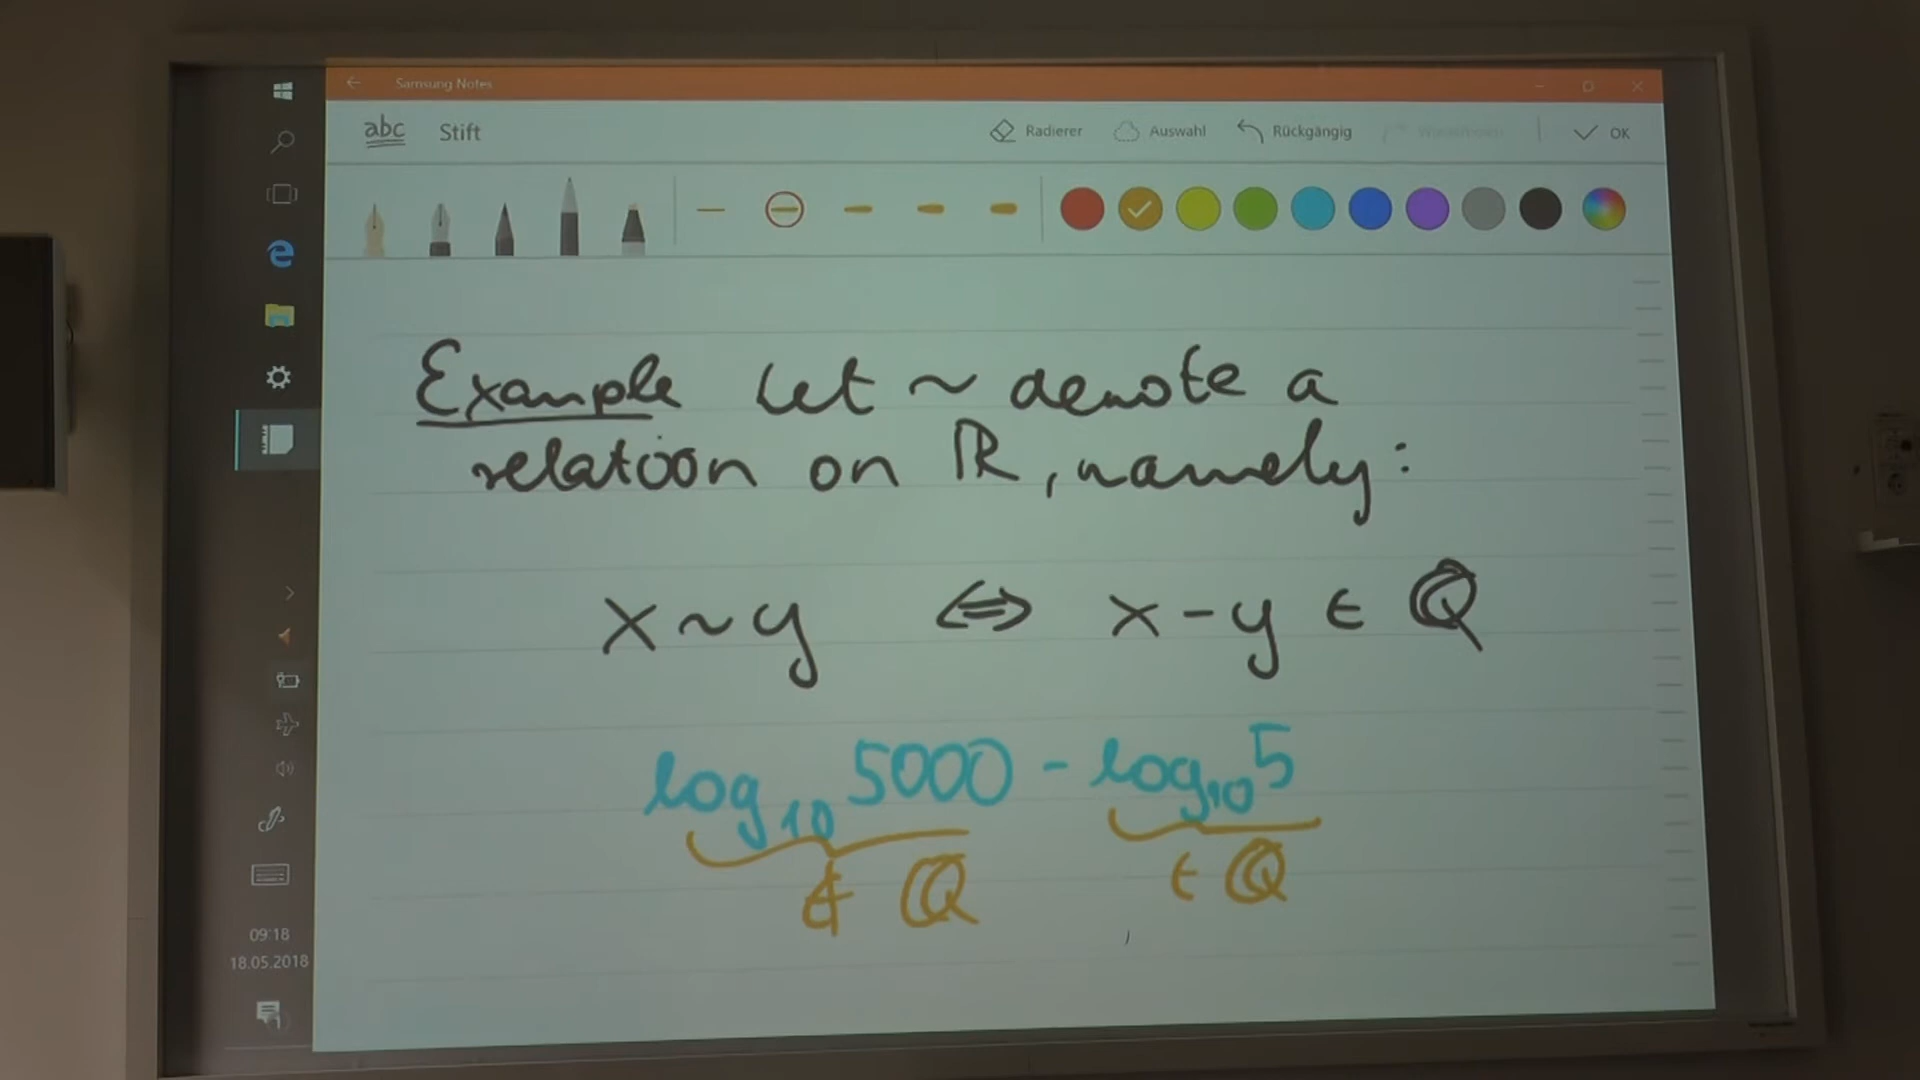 Samsung Notes
abc Stift Radierer Auswahl Rückgängig OK
Example Let ~ denote a
relation on ℝ, namely:
x ~ y ⇔ x - y ∈ ℚ
log₁₀ 5000 - log₁₀ 5
∉ ℚ ∈ ℚ
09:18
18.05.2018